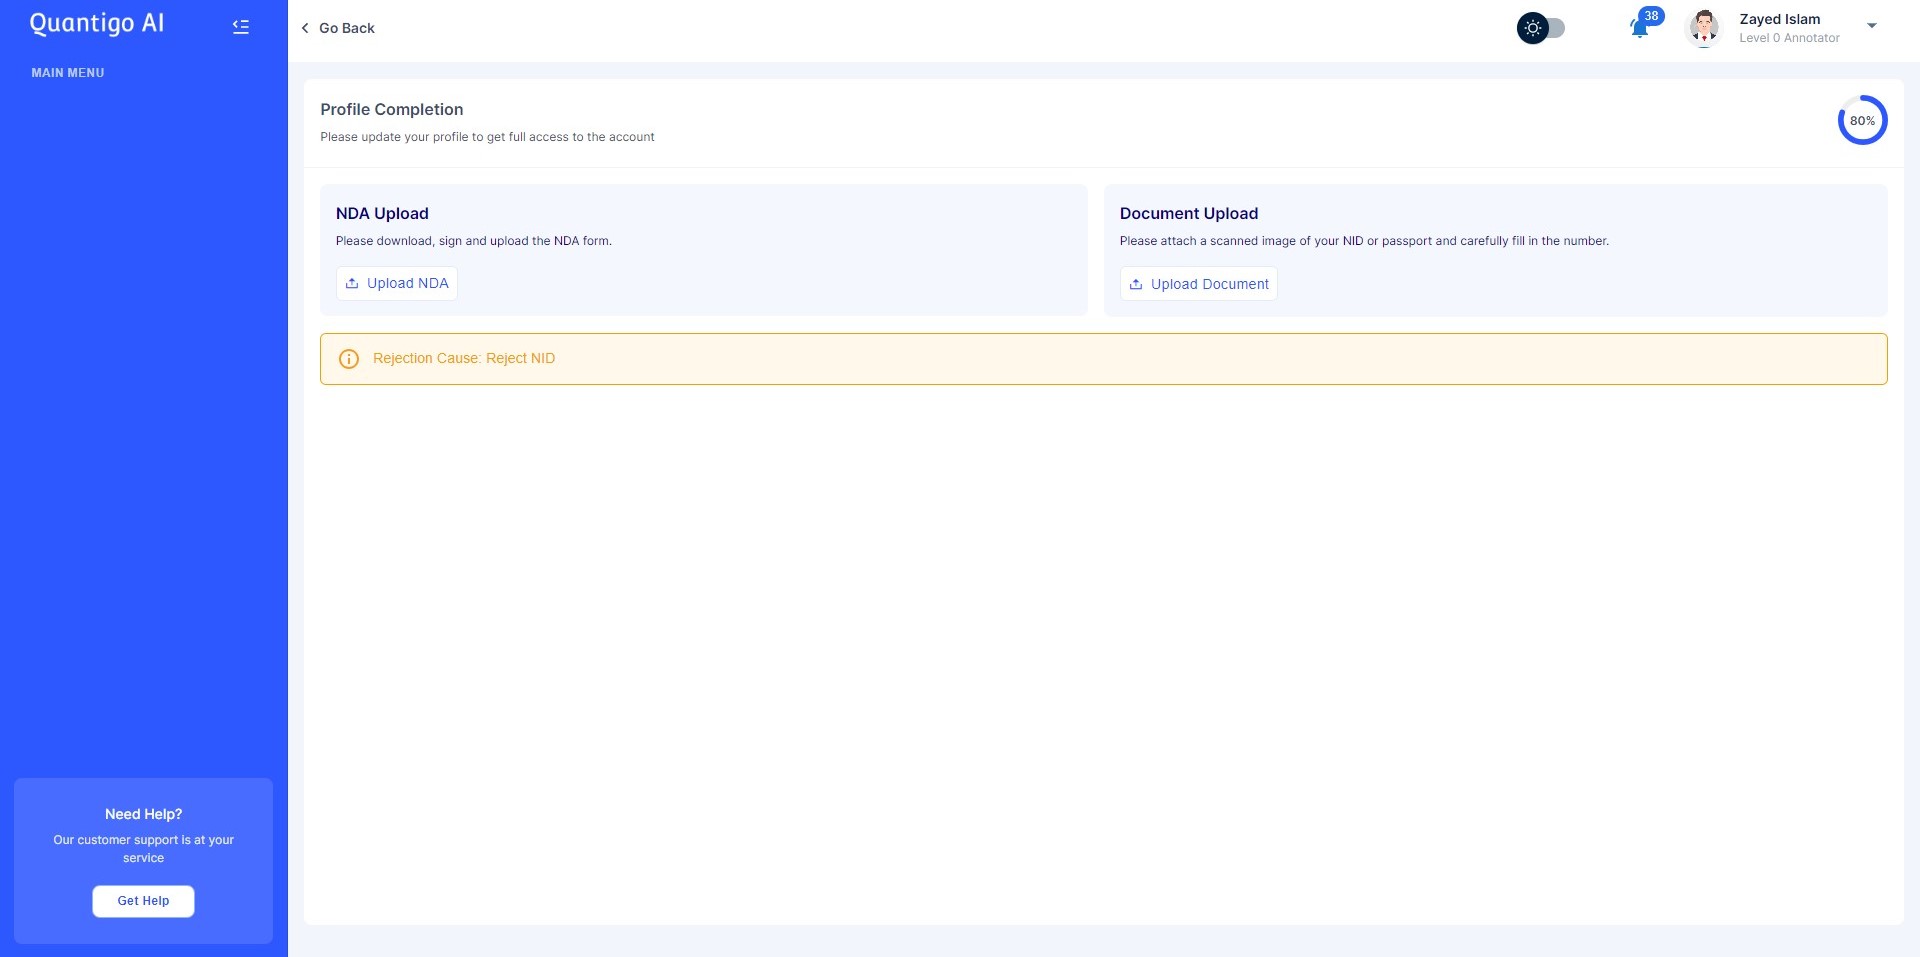 Quantigo AI
MAIN MENU
Go Back
38
Zayed Islam
Level 0 Annotator
Profile Completion
Please update your profile to get full access to the account
80%
NDA Upload
Please download, sign and upload the NDA form.
Upload NDA
Document Upload
Please attach a scanned image of your NID or passport and carefully fill in the number.
Upload Document
Rejection Cause: Reject NID
Need Help?
Our customer support is at your
service
Get Help